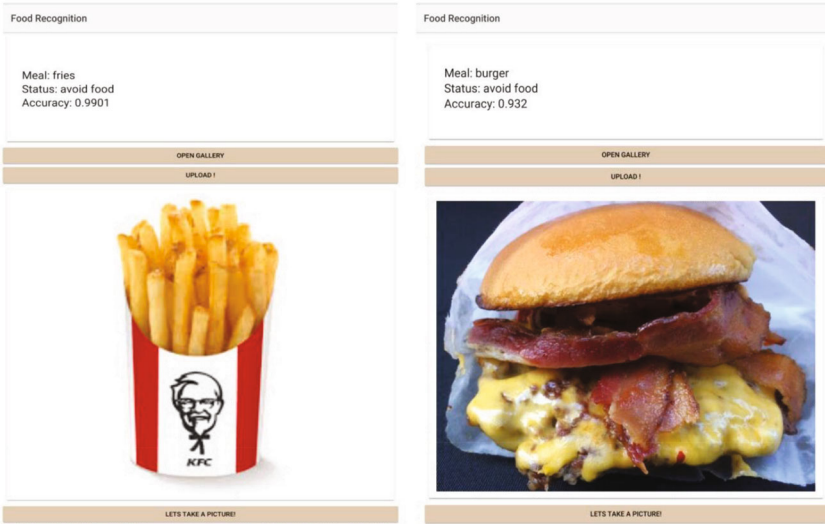 Food Recognition
Meal: fries
Status: avoid food
Accuracy: 0.9901
OPEN GALLERY
UPLOAD !
KFC
LETS TAKE A PICTURE!
Food Recognition
Meal: burger
Status: avoid food
Accuracy: 0.932
OPEN GALLERY
UPLOAD !
LETS TAKE A PICTURE!